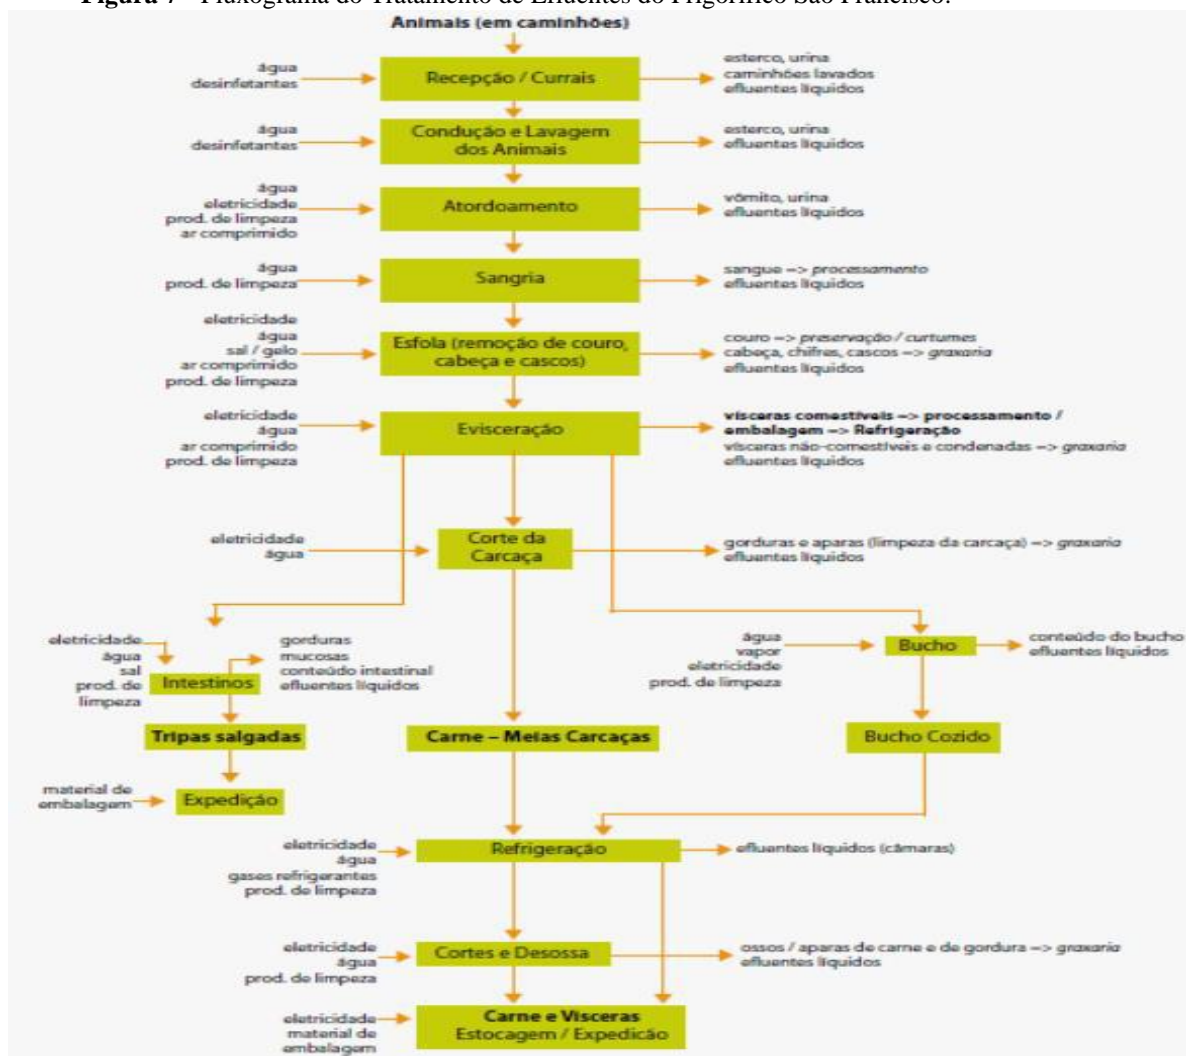 Figura 7 - Fluxograma do Tratamento de Efluentes do Frigorífico São Francisco.
Animais (em caminhões)
água
desinfetantes
Recepção / Currais
esterco, urina
caminhões lavados
efluentes líquidos
água
desinfetantes
Condução e Lavagem
dos Animais
esterco, urina
efluentes líquidos
água
eletricidade
prod. de limpeza
ar comprimido
Atordoamento
vômito, urina
efluentes líquidos
água
prod. de limpeza
Sangria
sangue => processamento
efluentes líquidos
eletricidade
água
sal / gelo
ar comprimido
prod. de limpeza
Esfola (remoção de couro,
cabeça e cascos)
couro => preservação / curtumes
cabeça, chifres, cascos => graxaria
efluentes líquidos
eletricidade
água
ar comprimido
prod. de limpeza
Evisceração
vísceras comestíveis => processamento /
embalagem => Refrigeração
vísceras não-comestíveis e condenadas => graxaria
efluentes líquidos
eletricidade
água
Corte da
Carcaça
gorduras e aparas (limpeza da carcaça) => graxaria
efluentes líquidos
eletricidade
água
sal
prod. de
limpeza
Intestinos
gorduras
mucosas
conteúdo intestinal
efluentes líquidos
água
vapor
eletricidade
prod. de limpeza
Bucho
conteúdo do bucho
efluentes líquidos
Tripas salgadas
Carne – Meias Carcaças
Bucho Cozido
material de
embalagem
Expedição
eletricidade
água
gases refrigerantes
prod. de limpeza
Refrigeração
efluentes líquidos (câmaras)
eletricidade
água
prod. de limpeza
Cortes e Desossa
ossos / aparas de carne e de gordura => graxaria
efluentes líquidos
eletricidade
material de
embalagem
Carne e Vísceras
Estocagem / Expedicão